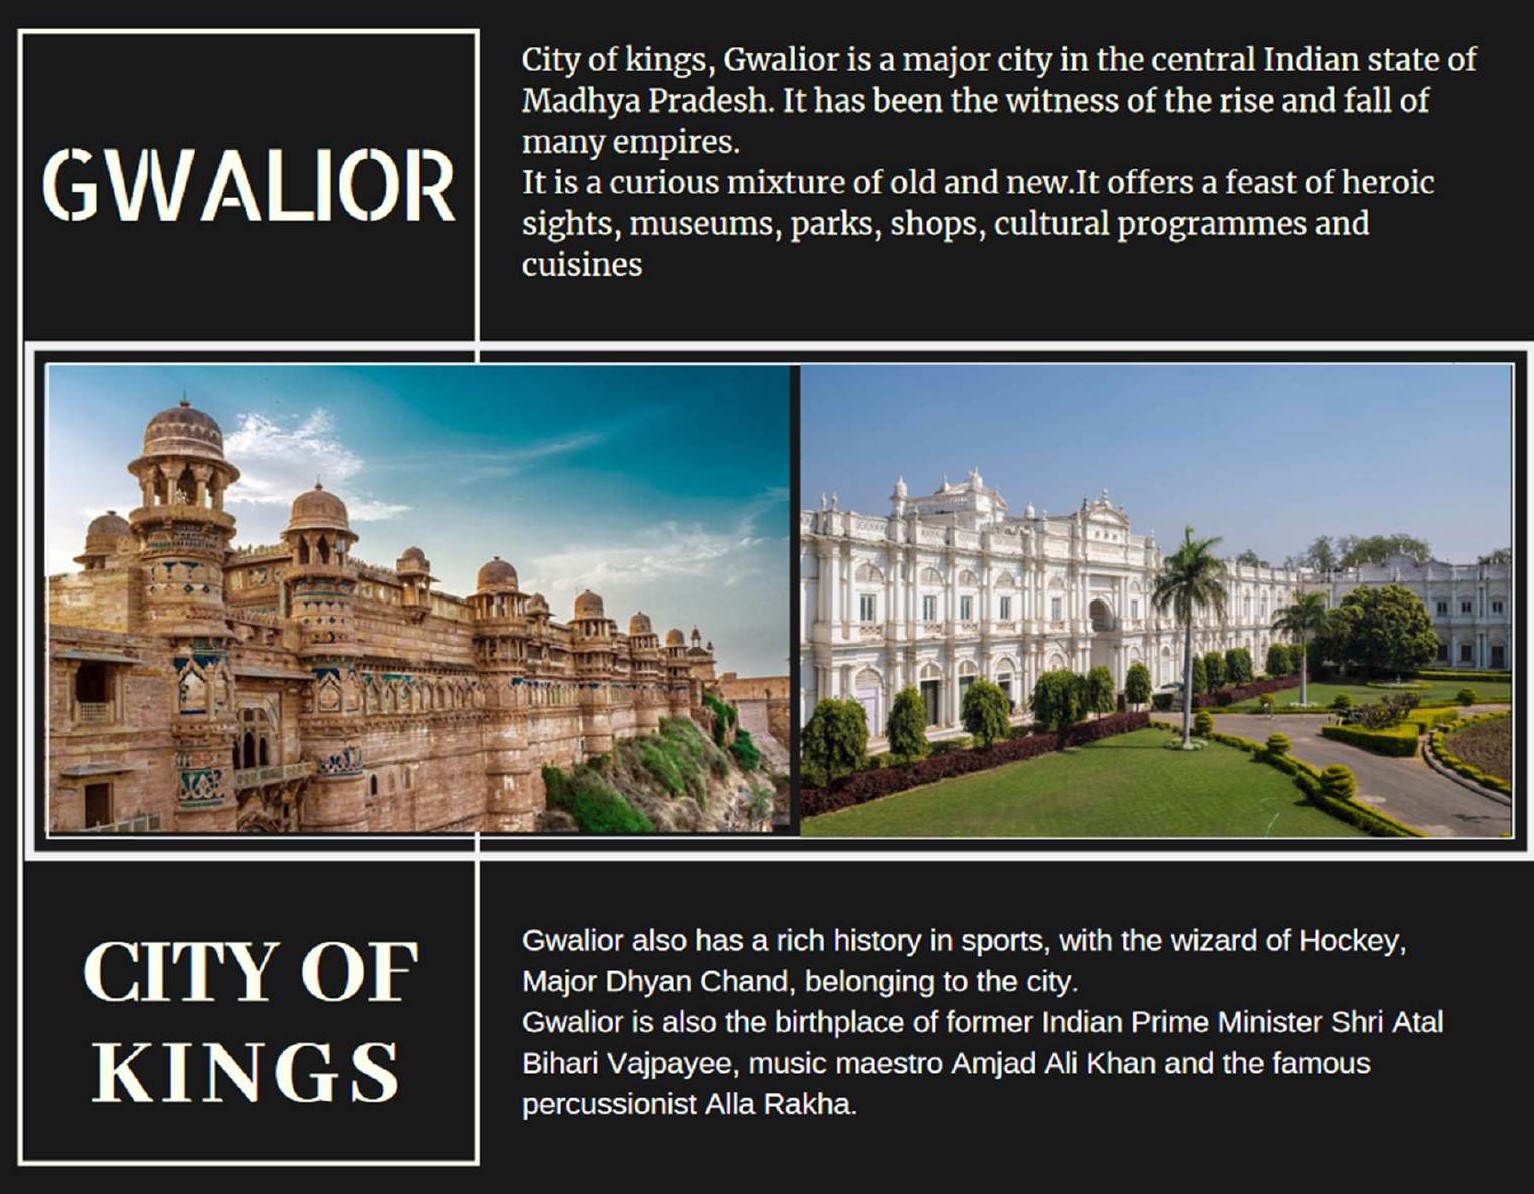 GWALIOR
City of kings, Gwalior is a major city in the central Indian state of
Madhya Pradesh. It has been the witness of the rise and fall of
many empires.
It is a curious mixture of old and new.It offers a feast of heroic
sights, museums, parks, shops, cultural programmes and
cuisines
CITY OF
KINGS
Gwalior also has a rich history in sports, with the wizard of Hockey,
Major Dhyan Chand, belonging to the city.
Gwalior is also the birthplace of former Indian Prime Minister Shri Atal
Bihari Vajpayee, music maestro Amjad Ali Khan and the famous
percussionist Alla Rakha.